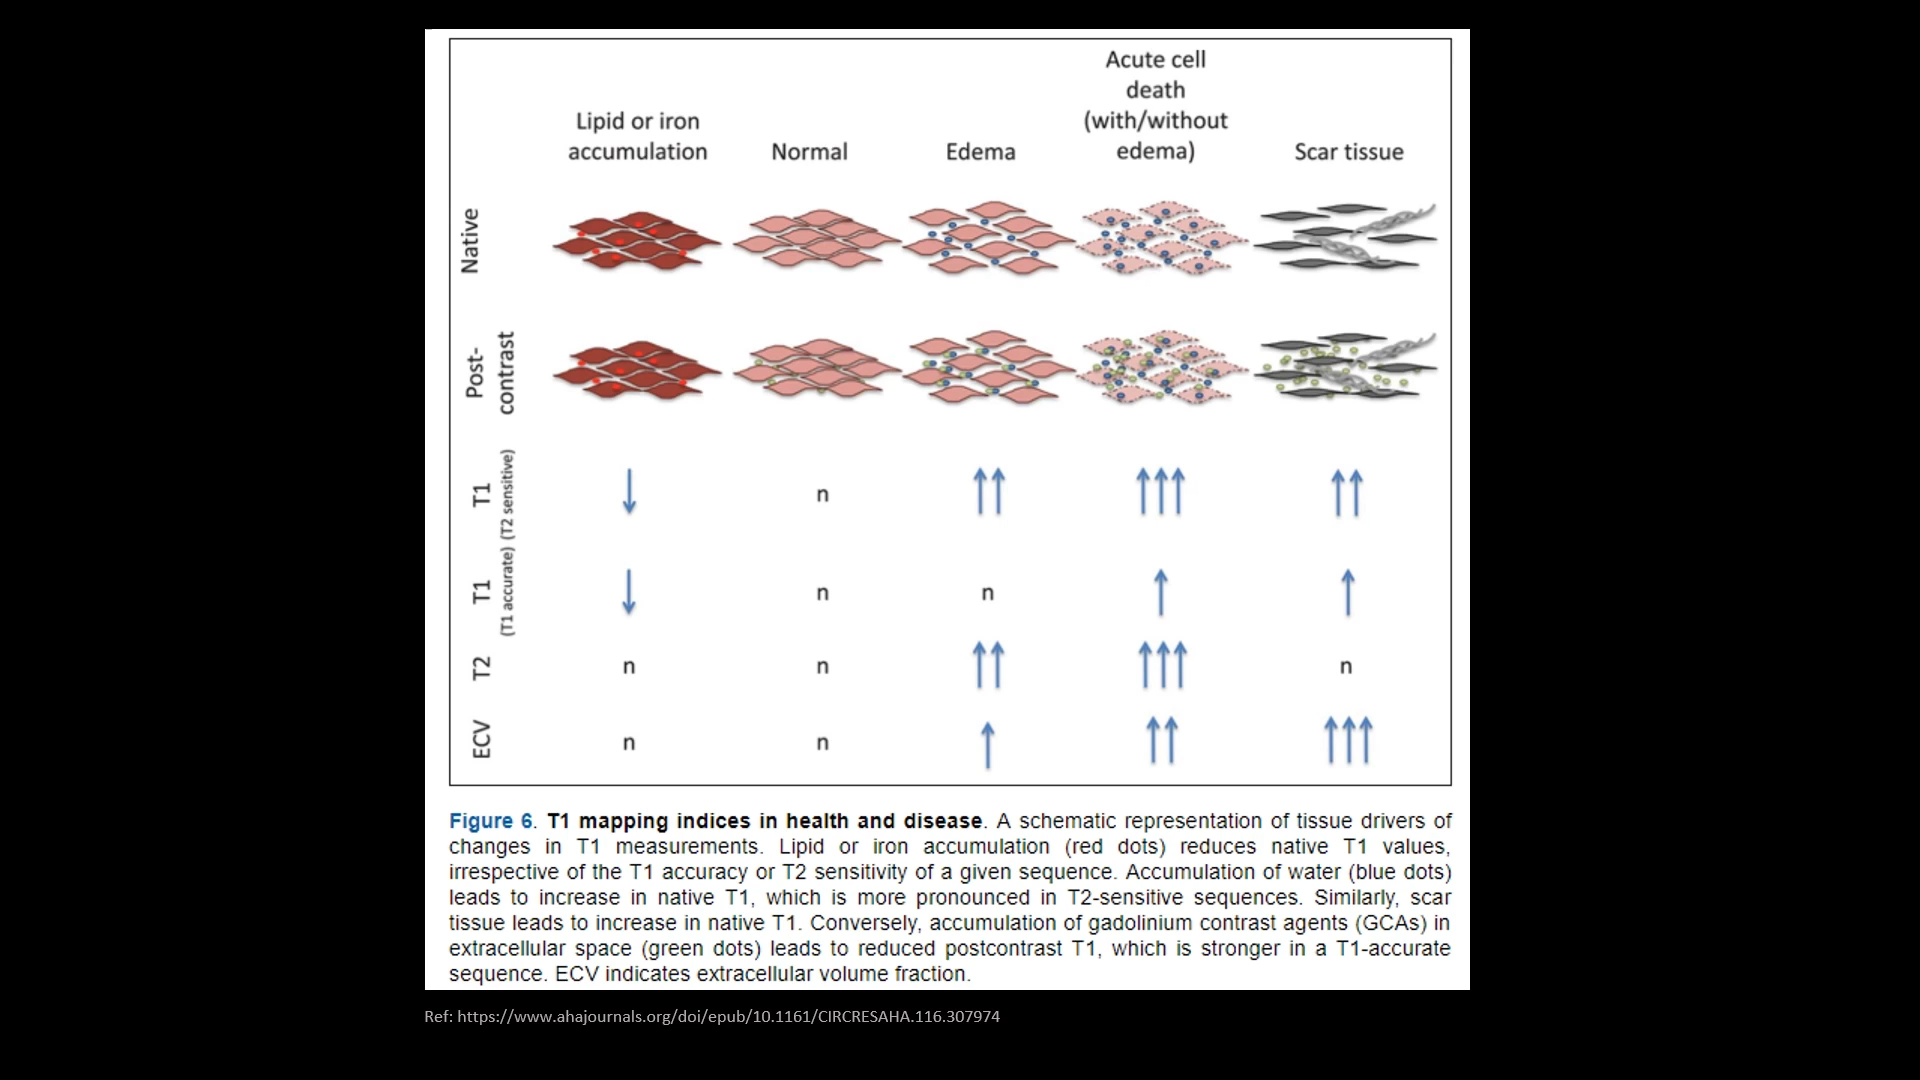 Acute cell
death
Lipid or iron
(with/without
accumulation
Normal
Edema
edema)
Scar tissue
Native
Post-
contrast
T1
(T2 sensitive)
↓
n
↑↑
↑↑↑
↑↑
T1
(T1 accurate)
↓
n
n
↑
↑
T2
n
n
↑↑
↑↑↑
n
ECV
n
n
↑
↑↑
↑↑↑
Figure 6. T1 mapping indices in health and disease. A schematic representation of tissue drivers of
changes in T1 measurements. Lipid or iron accumulation (red dots) reduces native T1 values,
irrespective of the T1 accuracy or T2 sensitivity of a given sequence. Accumulation of water (blue dots)
leads to increase in native T1, which is more pronounced in T2-sensitive sequences. Similarly, scar
tissue leads to increase in native T1. Conversely, accumulation of gadolinium contrast agents (GCAs) in
extracellular space (green dots) leads to reduced postcontrast T1, which is stronger in a T1-accurate
sequence. ECV indicates extracellular volume fraction.
Ref: https://www.ahajournals.org/doi/epub/10.1161/CIRCRESAHA.116.307974